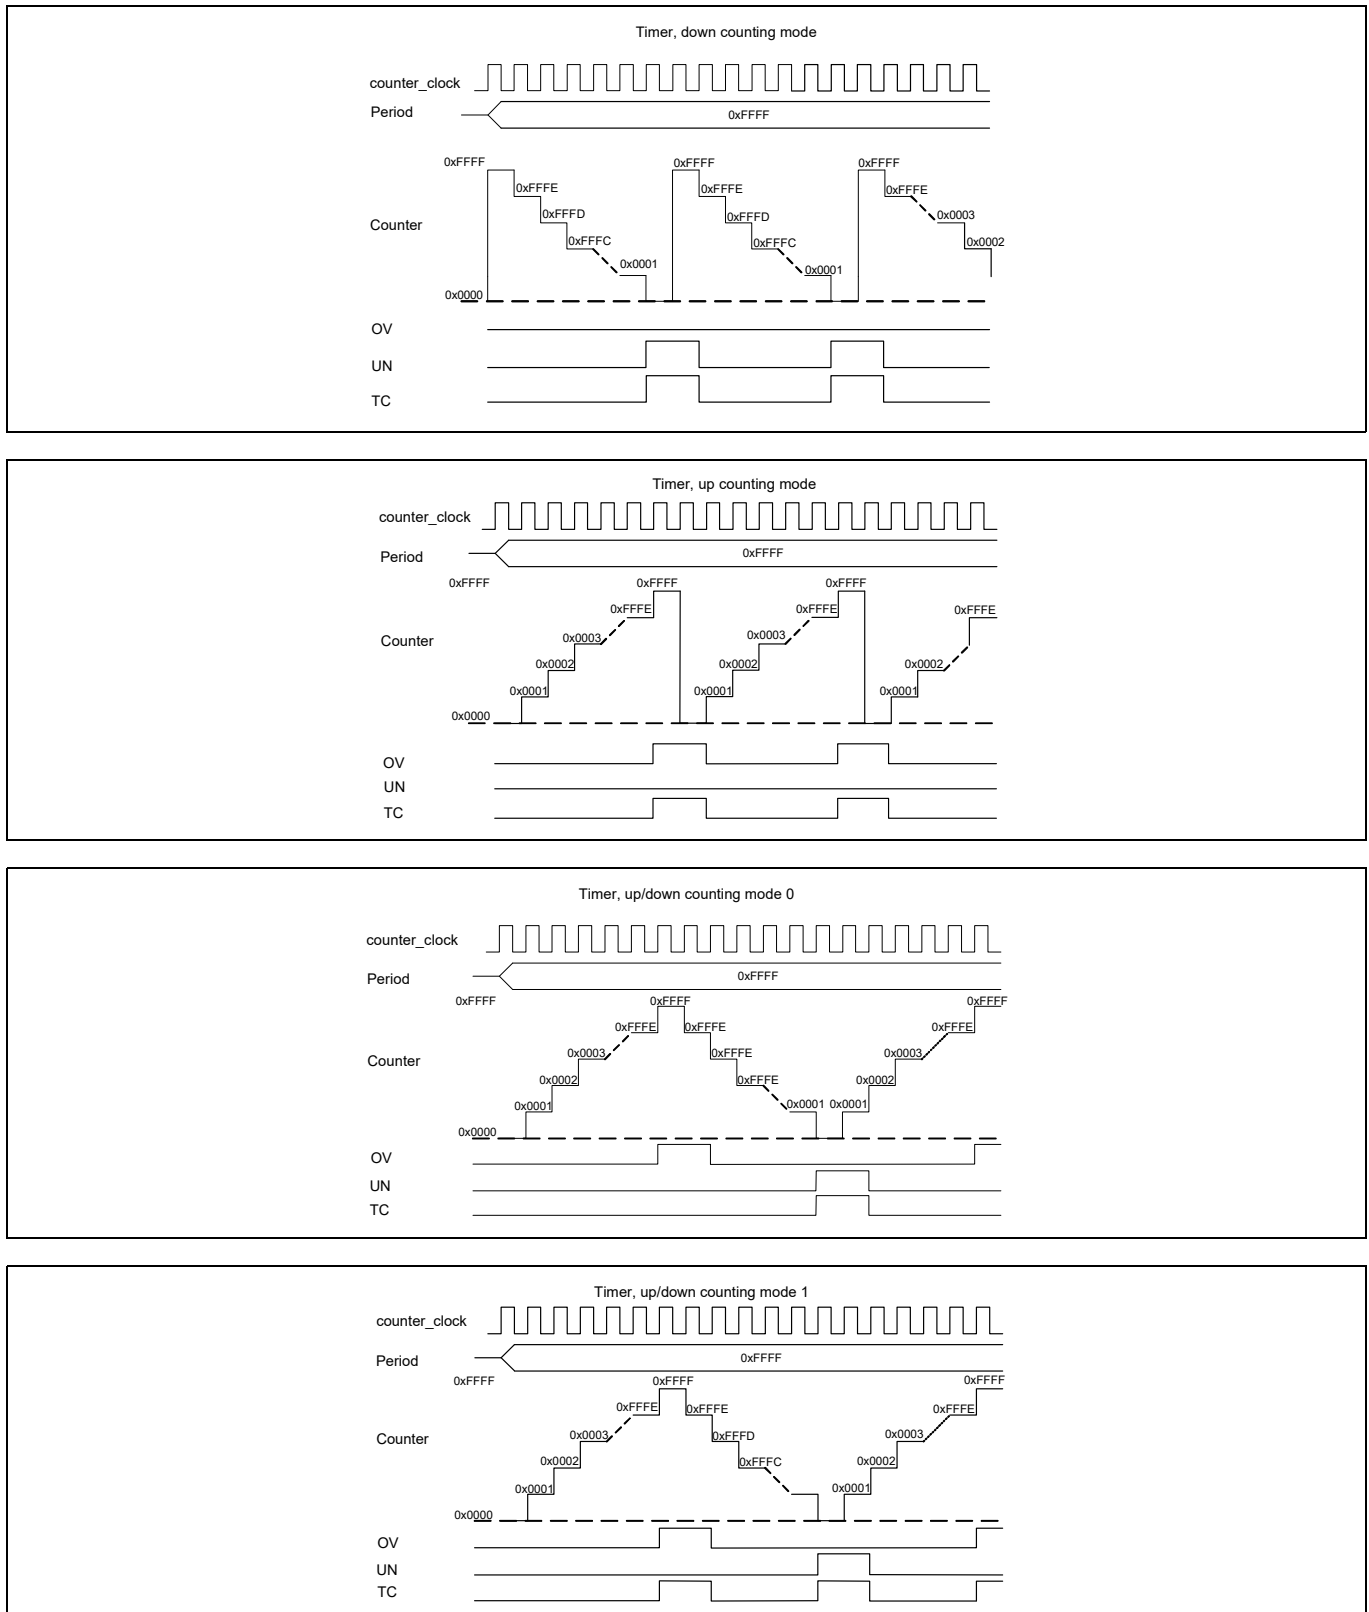 Timer, down counting mode
counter_clock
Period
0xFFFF
0xFFFF 0xFFFF 0xFFFF
0xFFFE 0xFFFE 0xFFFE
0xFFFD 0xFFFD 0x0003
Counter
0xFFFC 0xFFFC 0x0002
0x0001 0x0001
0x0000
OV
UN
TC
Timer, up counting mode
counter_clock
Period
0xFFFF
0xFFFF 0xFFFF 0xFFFF
0xFFFE 0xFFFE 0xFFFE
Counter
0x0003 0x0003
0x0002 0x0002 0x0002
0x0001 0x0001 0x0001
0x0000
OV
UN
TC
Timer, up/down counting mode 0
counter_clock
Period
0xFFFF
0xFFFF 0xFFFF 0xFFFF
0xFFFE 0xFFFE 0xFFFE
0x0003 0xFFFE 0x0003
Counter
0x0002 0xFFFE 0x0002
0x0001 0x0001 0x0001
0x0000
OV
UN
TC
Timer, up/down counting mode 1
counter_clock
Period
0xFFFF
0xFFFF 0xFFFF 0xFFFF
0xFFFE 0xFFFE 0xFFFE
0x0003 0xFFFD 0x0003
Counter
0x0002 0xFFFC 0x0002
0x0001 0x0001
0x0000
OV
UN
TC